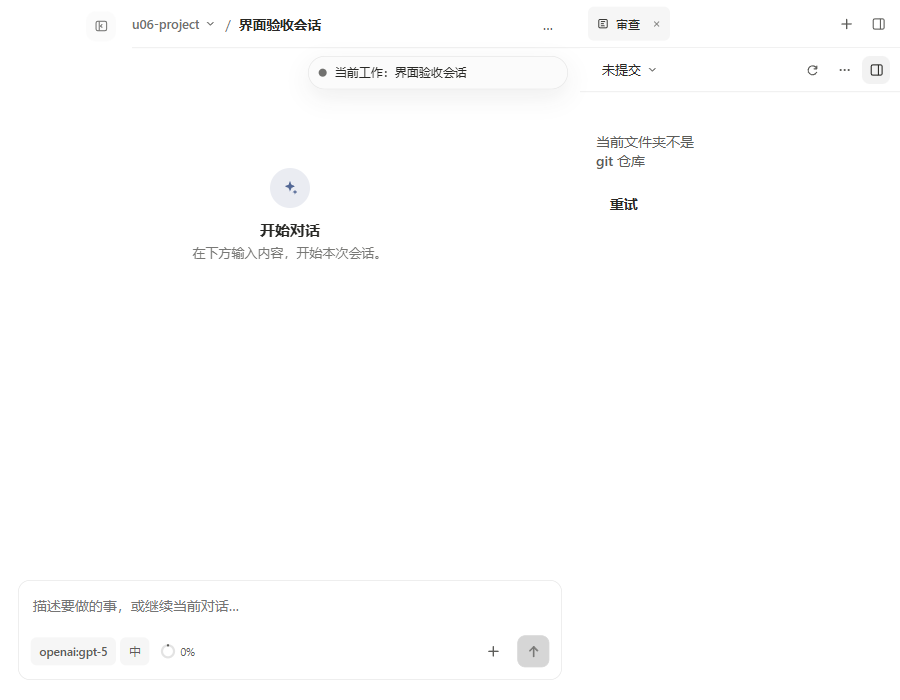 u06-project / 界面验收会话
...
审查
当前工作：界面验收会话
未提交
当前文件夹不是
git 仓库
重试
开始对话
在下方输入内容，开始本次会话。
描述要做的事，或继续当前对话...
openai:gpt-5 中 0%